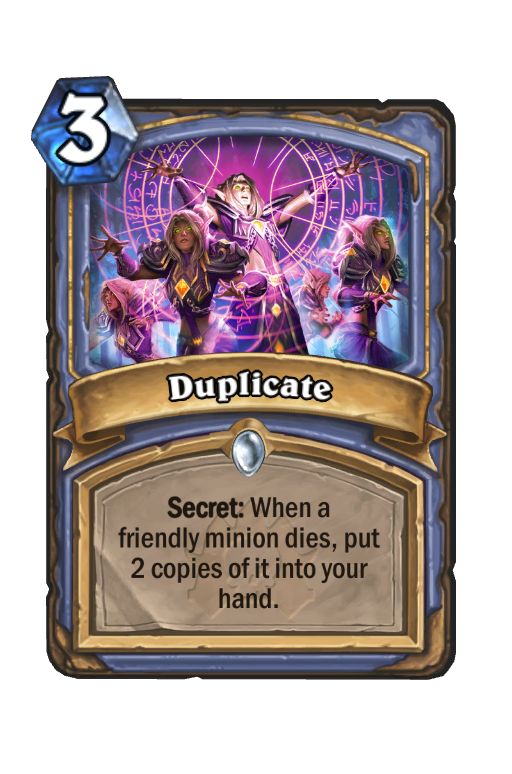 3
Duplicate
Secret: When a
friendly minion dies, put
2 copies of it into your
hand.